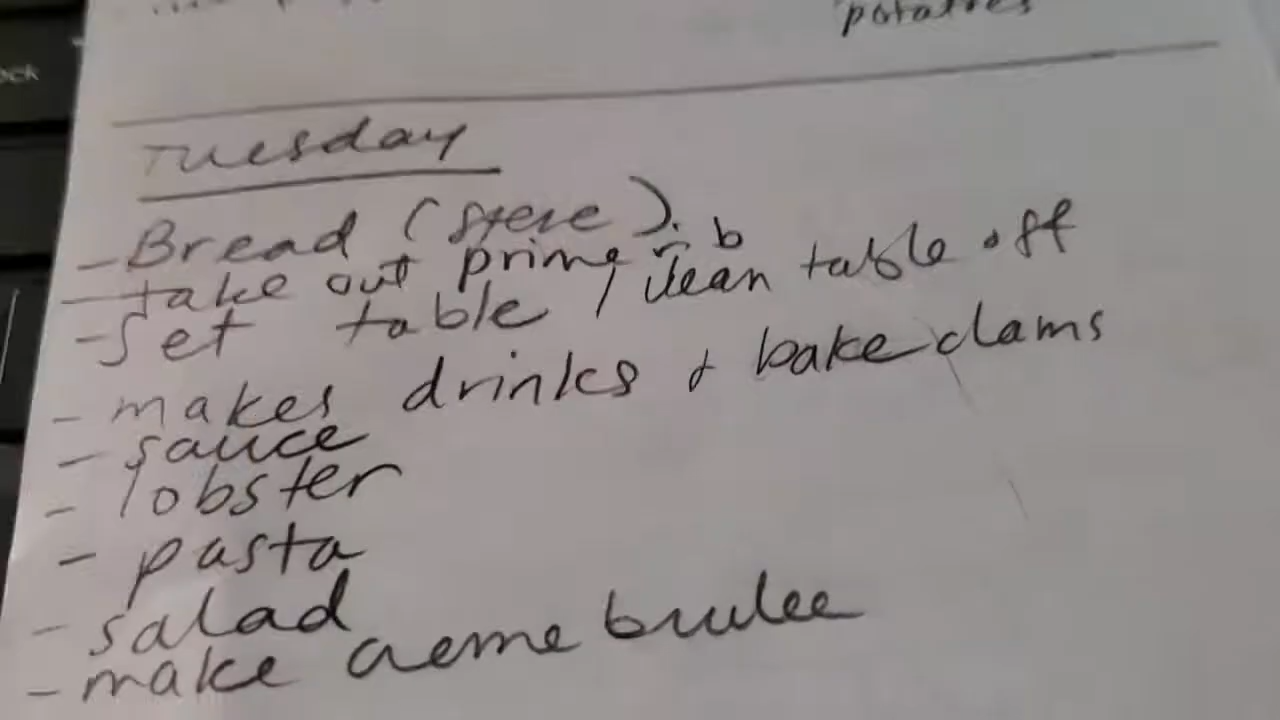 potatoes
Tuesday
- Bread (Steve).
- take out prime rib
- Set table / clean table off
- makes drinks & bake clams
- sauce
- lobster
- pasta
- salad
- make creme brulee